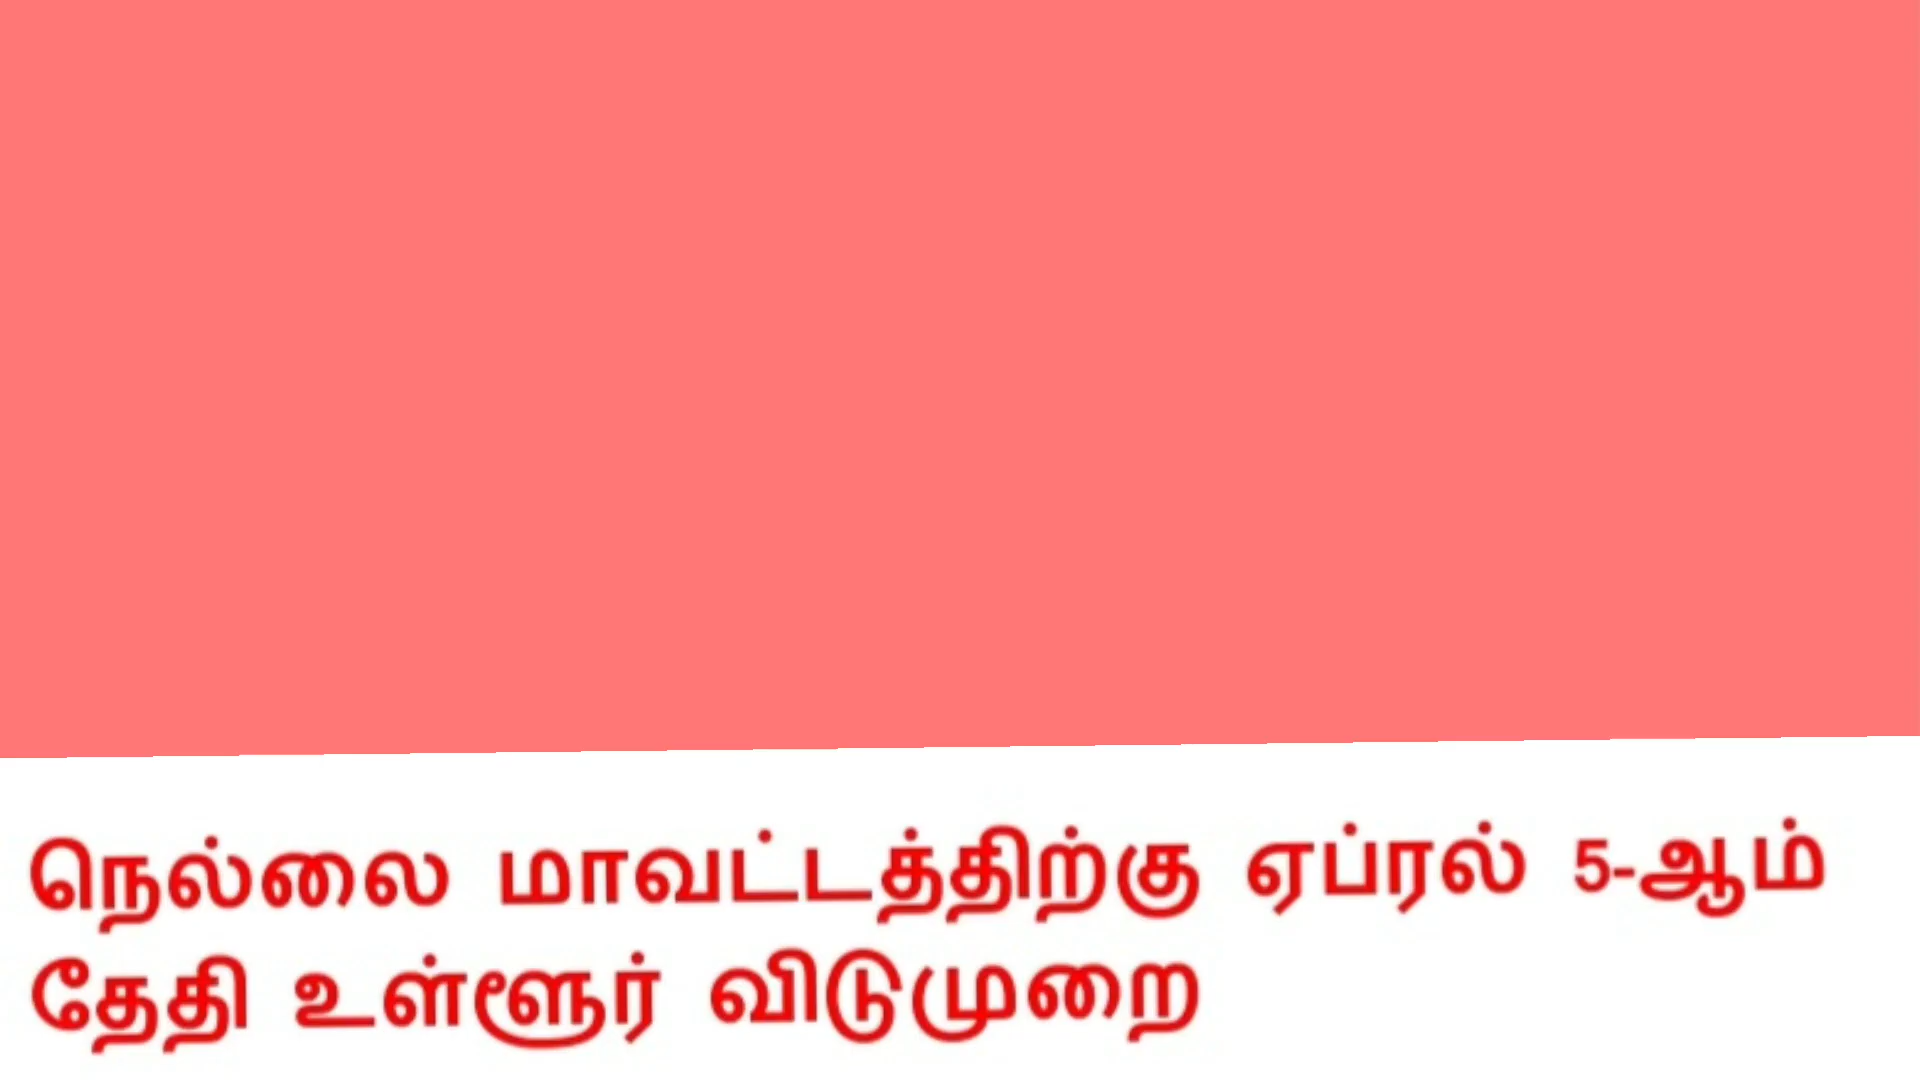 நெல்லை மாவட்டத்திற்கு ஏப்ரல் 5-ஆம்
தேதி உள்ளூர் விடுமுறை